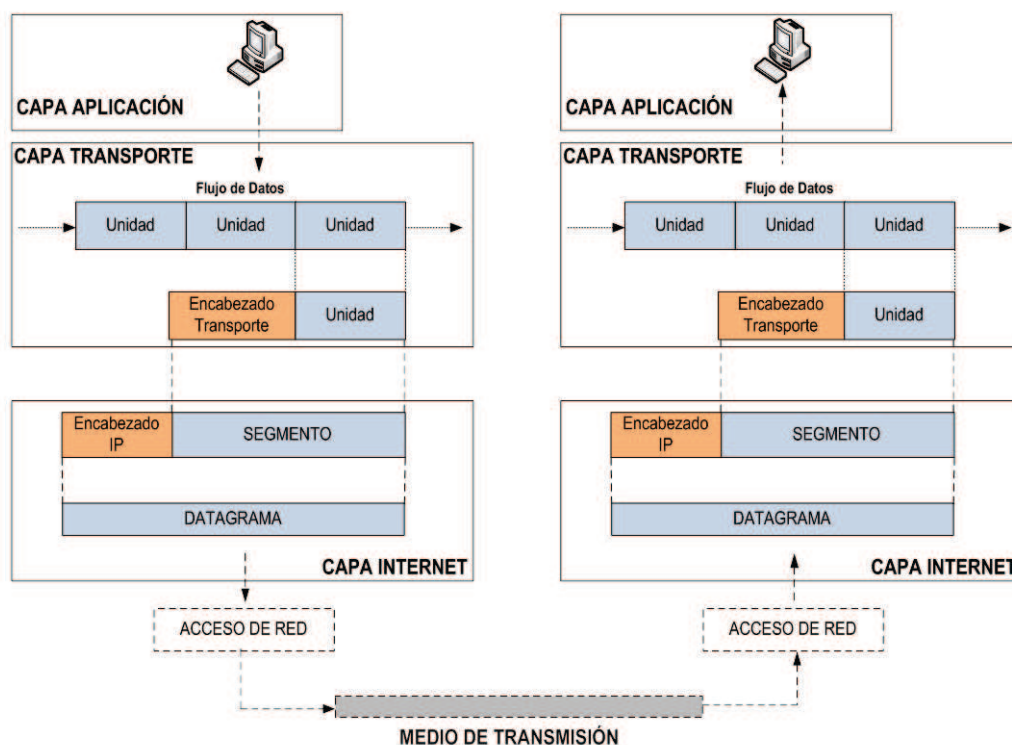 CAPA APLICACIÓN
CAPA TRANSPORTE
Flujo de Datos
Unidad Unidad Unidad
Encabezado
Transporte
Unidad
Encabezado
IP
SEGMENTO
DATAGRAMA
CAPA INTERNET
ACCESO DE RED
CAPA APLICACIÓN
CAPA TRANSPORTE
Flujo de Datos
Unidad Unidad Unidad
Encabezado
Transporte
Unidad
Encabezado
IP
SEGMENTO
DATAGRAMA
CAPA INTERNET
ACCESO DE RED
MEDIO DE TRANSMISIÓN